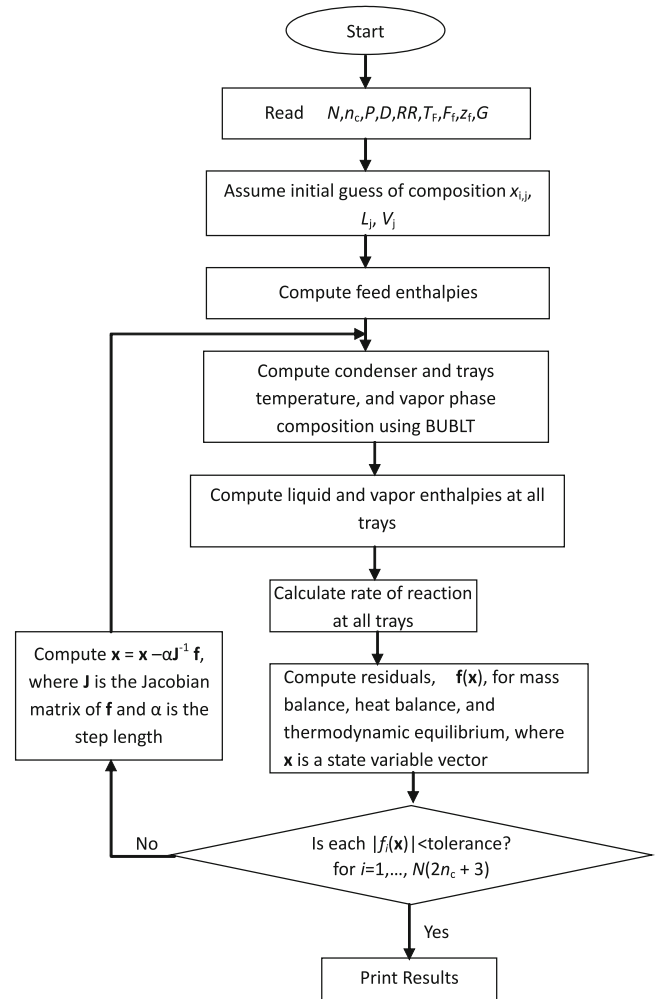 Start
Read N,nc,P,D,RR,TF,Ff,zf,G
Assume initial guess of composition xi,j,
Lj, Vj
Compute feed enthalpies
Compute condenser and trays
temperature, and vapor phase
composition using BUBLT
Compute liquid and vapor enthalpies at all
trays
Calculate rate of reaction
at all trays
Compute residuals, f(x), for mass
balance, heat balance, and
thermodynamic equilibrium, where
x is a state variable vector
Compute x = x –αJ-1 f,
where J is the Jacobian
matrix of f and α is the
step length
Is each |fi(x)|<tolerance?
for i=1,..., N(2nc + 3)
No
Yes
Print Results